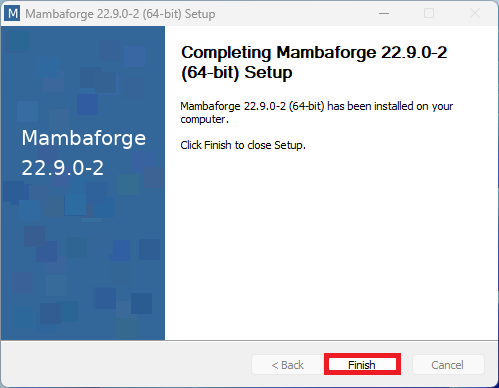 M Mambaforge 22.9.0-2 (64-bit) Setup
Mambaforge
22.9.0-2
Completing Mambaforge 22.9.0-2
(64-bit) Setup
Mambaforge 22.9.0-2 (64-bit) has been installed on your
computer.
Click Finish to close Setup.
< Back Finish Cancel